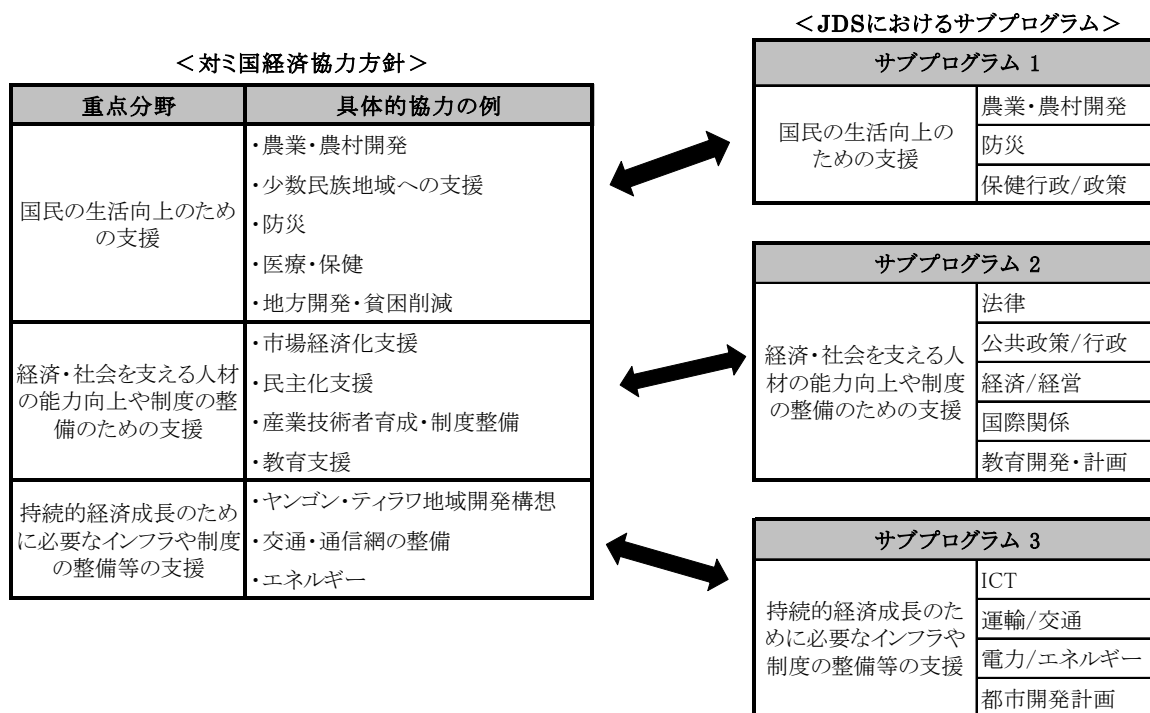 ＜対ミ国経済協力方針＞
重点分野
具体的協力の例
国民の生活向上のため
の支援
・農業・農村開発
・少数民族地域への支援
・防災
・医療・保健
・地方開発・貧困削減
経済・社会を支える人材
の能力向上や制度の整
備のための支援
・市場経済化支援
・民主化支援
・産業技術者育成・制度整備
・教育支援
持続的経済成長のため
に必要なインフラや制度
の整備等の支援
・ヤンゴン・ティラワ地域開発構想
・交通・通信網の整備
・エネルギー
＜JDSにおけるサブプログラム＞
サブプログラム 1
国民の生活向上の
ための支援
農業・農村開発
防災
保健行政/政策
サブプログラム 2
経済・社会を支える人
材の能力向上や制度
の整備のための支援
法律
公共政策/行政
経済/経営
国際関係
教育開発・計画
サブプログラム 3
持続的経済成長のた
めに必要なインフラや
制度の整備等の支援
ICT
運輸/交通
電力/エネルギー
都市開発計画